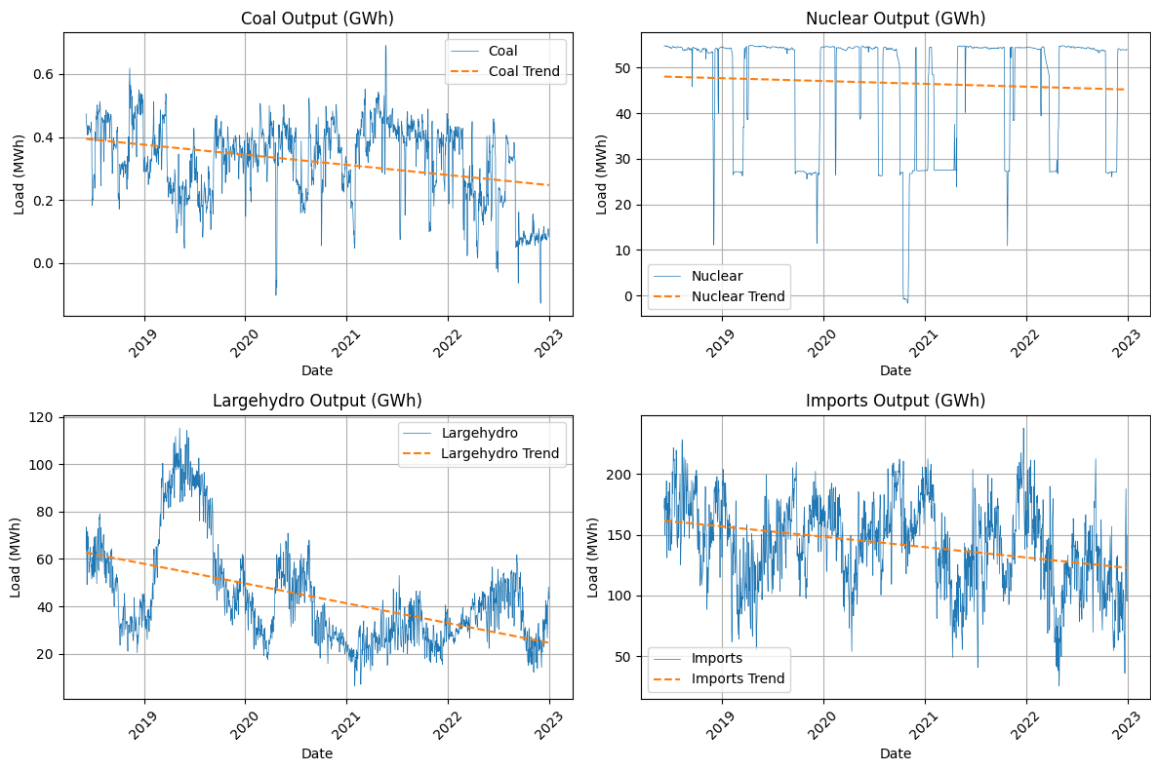 Coal Output (GWh)
Load (MWh)
0.6
0.4
0.2
0.0
Coal
Coal Trend
2019
2020
2021
2022
2023
Date
Nuclear Output (GWh)
Load (MWh)
50
40
30
20
10
0
Nuclear
Nuclear Trend
2019
2020
2021
2022
2023
Date
Largehydro Output (GWh)
Load (MWh)
120
100
80
60
40
20
Largehydro
Largehydro Trend
2019
2020
2021
2022
2023
Date
Imports Output (GWh)
Load (MWh)
200
150
100
50
Imports
Imports Trend
2019
2020
2021
2022
2023
Date